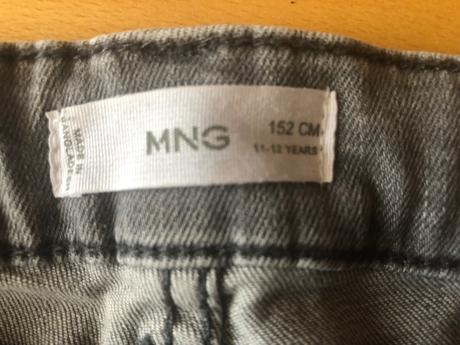 MADE IN
BANGLADESH
MNG
152 CM
11-12 YEARS